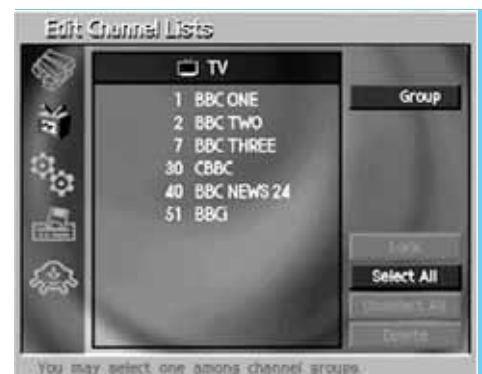 Edit Channel Lists
TV
1 BBC ONE
2 BBC TWO
7 BBC THREE
30 CBBC
40 BBC NEWS 24
51 BBCi
Group
Lock
Select All
Unselect All
Delete
You may select one among channel groups